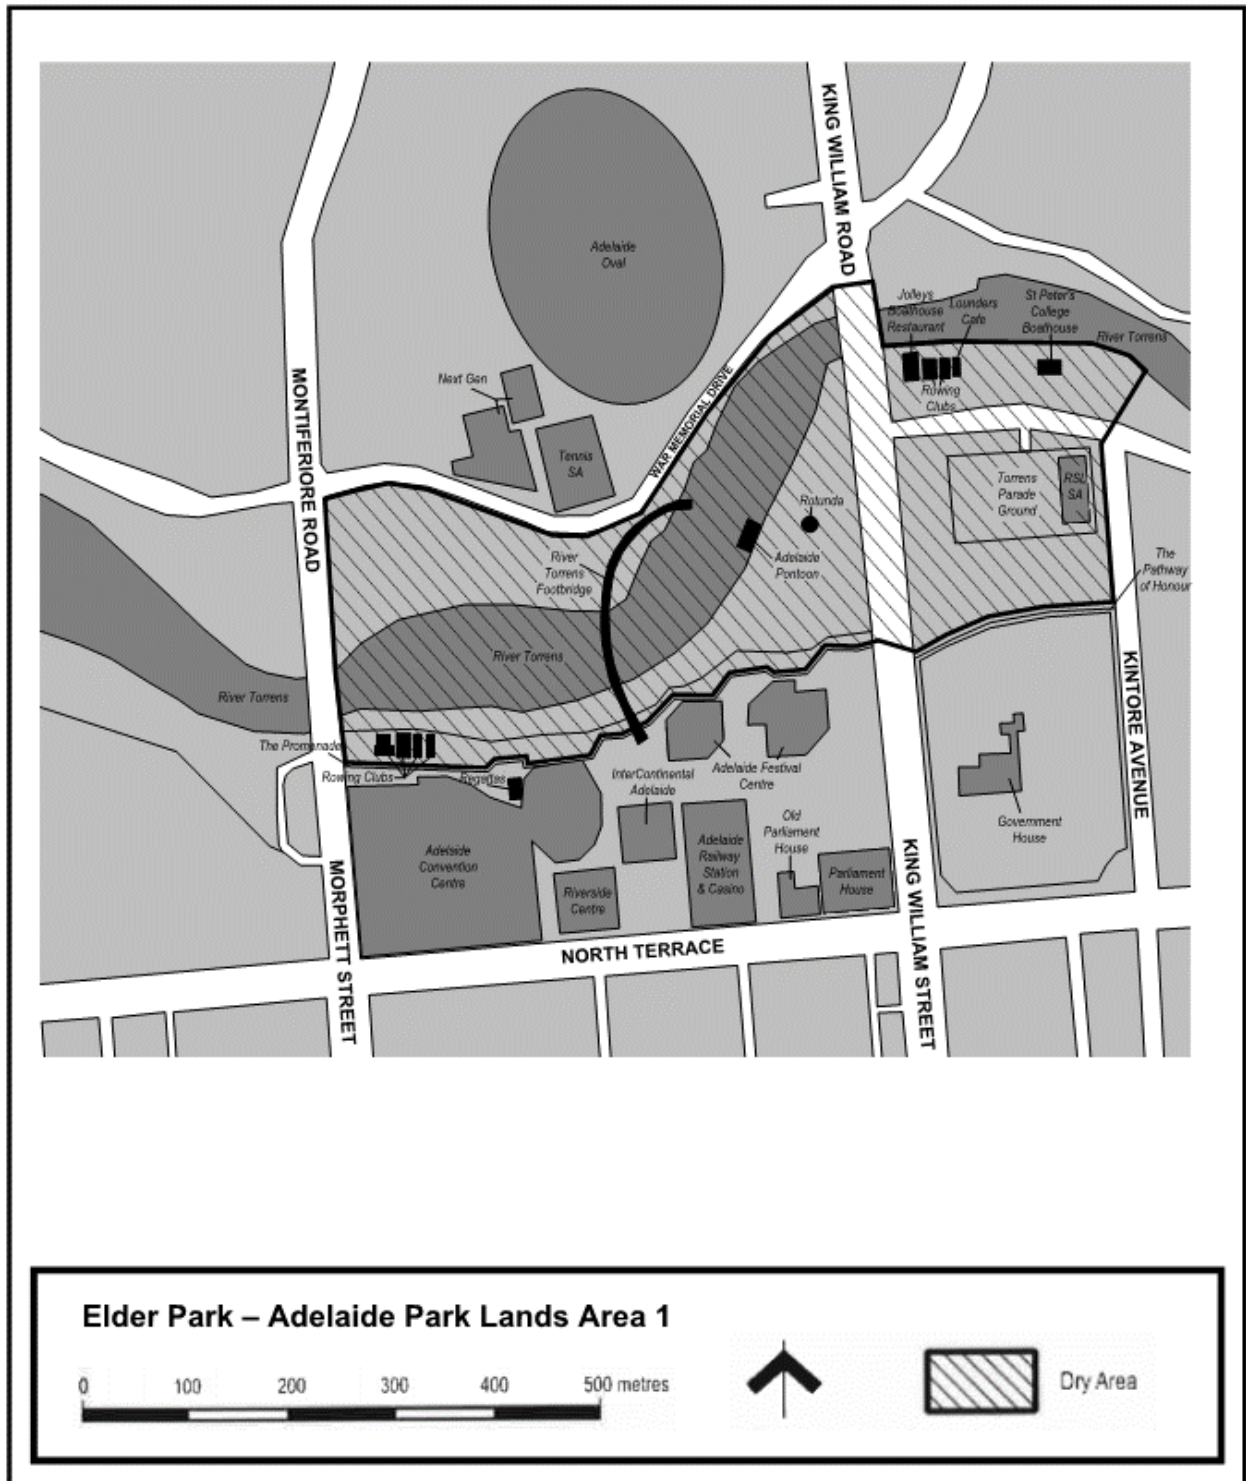 KING WILLIAM ROAD
Adelaide
Oval
Jolleys
Boathouse
Restaurant
Lounders
Cafe
St Peter's
College
Boathouse
River Torrens
Rowing
Clubs
Next Gen
WAR MEMORIAL DRIVE
MONTIFERIORE ROAD
Tennis
SA
Torrens
Parade
Ground
RSL
SA
Rotunda
River
Torrens
Footbridge
Adelaide
Pontoon
The
Pathway
of Honour
River Torrens
River Torrens
KINTORE AVENUE
The Promenade
Rowing Clubs
Regattas
InterContinental
Adelaide
Adelaide Festival
Centre
Old
Parliament
House
Government
House
Adelaide
Convention
Centre
Adelaide
Railway
Station
& Casino
Riverside
Centre
Parliament
House
MORPHETT STREET
NORTH TERRACE
KING WILLIAM STREET
Elder Park – Adelaide Park Lands Area 1
0 100 200 300 400 500 metres
Dry Area